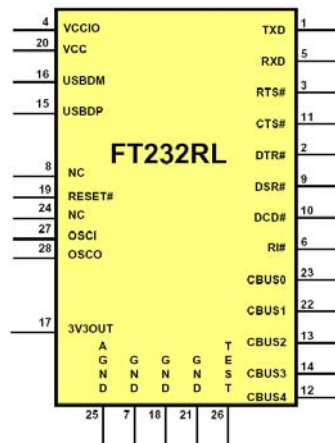 4 VCCIO TXD 1
20 VCC RXD 5
16 USBDM RTS# 3
15 USBDP CTS# 11
FT232RL
DTR# 2
8 NC DSR# 9
19 RESET# DCD# 10
24 NC
27 OSCI RI# 6
28 OSCO CBUS0 23
CBUS1 22
17 3V3OUT CBUS2 13
CBUS3 14
CBUS4 12
AGND GND GND GND TEST
25 7 18 21 26